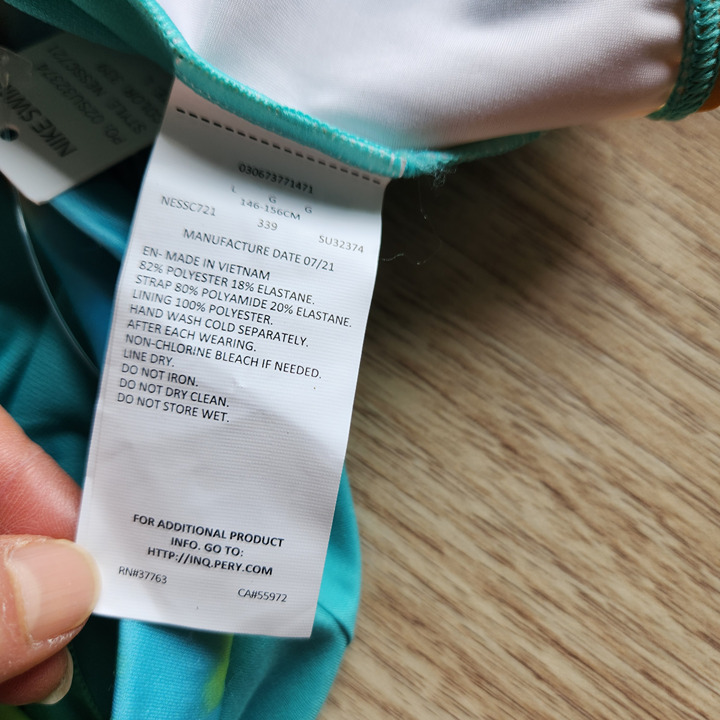 030673771471
L G G
146-156CM
NESSC721 339 SU32374
MANUFACTURE DATE 07/21
EN- MADE IN VIETNAM
82% POLYESTER 18% ELASTANE.
STRAP 80% POLYAMIDE 20% ELASTANE.
LINING 100% POLYESTER.
HAND WASH COLD SEPARATELY.
AFTER EACH WEARING.
NON-CHLORINE BLEACH IF NEEDED.
LINE DRY.
DO NOT IRON.
DO NOT DRY CLEAN.
DO NOT STORE WET.
FOR ADDITIONAL PRODUCT
INFO. GO TO:
HTTP://INQ.PERY.COM
RN#37763 CA#55972
NIKE SWIM
STYLE: NESSC721